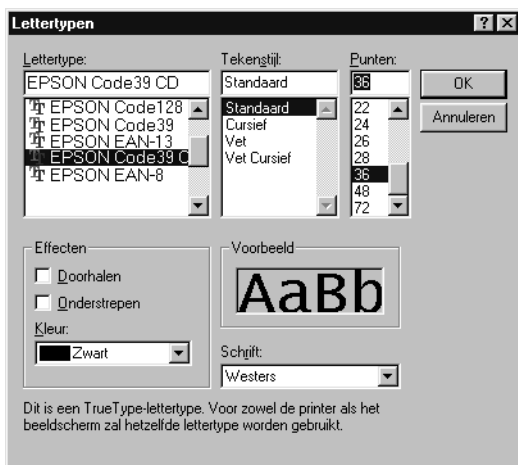 Lettertypen
Lettertype:
EPSON Code39 CD
EPSON Code128
EPSON Code39
EPSON EAN-13
EPSON Code39 C
EPSON EAN-8
Tekenstijl:
Standaard
Standaard
Cursief
Vet
Vet Cursief
Punten:
36
22
24
26
28
36
48
72
OK
Annuleren
Effecten
Doorhalen
Onderstrepen
Kleur:
Zwart
Voorbeeld
AaBb
Schrift:
Westers
Dit is een TrueType-lettertype. Voor zowel de printer als het
beeldscherm zal hetzelfde lettertype worden gebruikt.